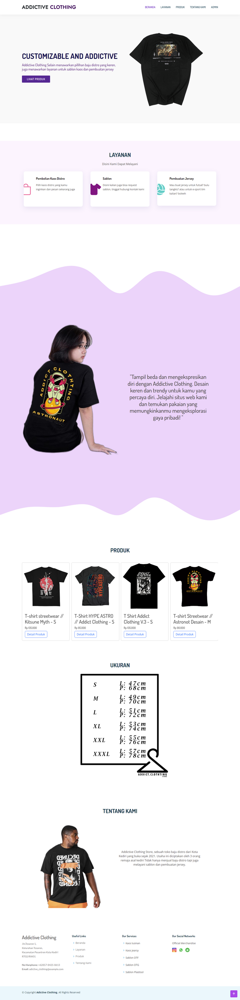 ADDICTIVE CLOTHING
BERANDA
LAYANAN
PRODUK
TENTANG KAMI
ADMIN
CUSTOMIZABLE AND ADDICTIVE
Addictive Clothing Selain menawarkan pillihan baju distro yang keren,
juga menawarkan layanan untuk sablon kaos dan pembuatan jersey
LIHAT PRODUK
LAYANAN
Disini Kami Dapat Melayani
Pembelian Kaos Distro
Pilih kaos distro yang kamu
inginkan dan pesan sekarang juga
Sablon
Disini kalian juga bisa request
sablon, tinggal hubungi kontak kami
Pembuatan Jersey
Mau buat jersey untuk futsal? bulu
tangkis? atau untuk e-sport tim
kalian? boleeh
ADDICT CLOTHTING
ASTRONAUT
"Tampil beda dan mengekspresikan
diri dengan Addictive Clothing. Desain
keren dan trendy untuk kamu yang
percaya diri. Jelajahi situs web kami
dan temukan pakaian yang
memungkinkanmu mengeksplorasi
gaya pribadi! "
PRODUK
HYPEASTRO
ADDICT CLOTHTING
ASTRONAUT
T-shirt streetwear //
Kitsune Myth - S
Rp 135.000
Detail Produk
T-Shirt HYPE ASTRO
// Addict Clothing - S
Rp 95.000
Detail Produk
T Shirt Addict
Clothing V.3 - S
Rp 135.000
Detail Produk
T-shirt Streetwear //
Astronot Desain - M
Rp 90.000
Detail Produk
UKURAN
S
L: 47cm
P: 68cm
M
L: 49cm
P: 70cm
L
L: 51cm
P: 72cm
XL
L: 53cm
P: 74cm
XXL
L: 55cm
P: 76cm
XXXL
L: 57cm
P: 78cm
ADDICT.CLOTHTING
STORE
TENTANG KAMI
DECLINED
Addictive Clothing Store, sebuah toko baju distro dari Kota
Kediri yang buka sejak 2021. Usaha ini diciptakan oleh 3 orang
remaja asal kediri Tidak hanya menjual baju distro tapi juga
melayani sablon dan pembuatan jersey.
Addictive Clothing
Jln.Tosaren 1,
Kelurahan Tosaren,
Kecamatan Pesantren Kota Kediri
RT02/RW01
No Hanphone: +62857-8425-8613
Email: adictive_clothing@example.com
Useful Links
Beranda
Layanan
Produk
Tentang Kami
Our Services
Kaos lusinan
Kaos Jearsy
Sablon DTF
Sablon DTG
Sablon Plastisol
Our Social Networks
Official Merchandise
© Copyright Adictive Clothing. All Rights Reserved